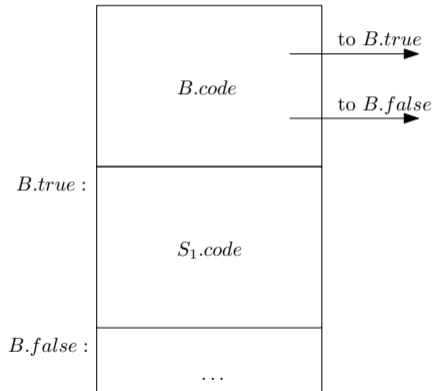 to B.true
B.code
to B.false
B.true :
S₁.code
B.false :
...